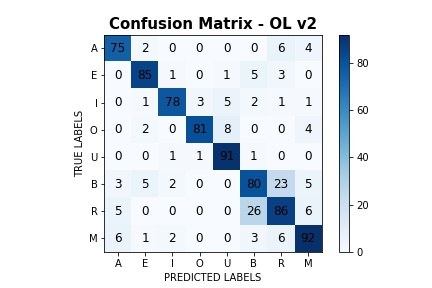 Confusion Matrix - OL v2
A 75 2 0 0 0 0 6 4
E 0 85 1 0 1 5 3 0
I 0 1 78 3 5 2 1 1
O 0 2 0 81 8 0 0 4
U 0 0 1 1 91 1 0 0
B 3 5 2 0 0 80 23 5
R 5 0 0 0 0 26 86 6
M 6 1 2 0 0 3 6 92
A E I O U B R M
TRUE LABELS
PREDICTED LABELS
80
60
40
20
0